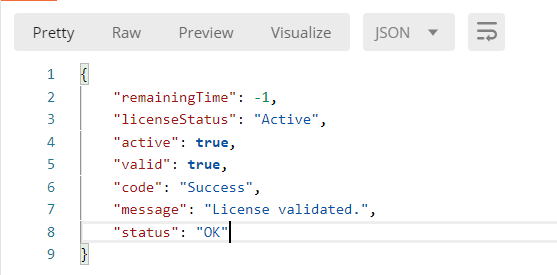 Pretty Raw Preview Visualize JSON
1 {
2 "remainingTime": -1,
3 "licenseStatus": "Active",
4 "active": true,
5 "valid": true,
6 "code": "Success",
7 "message": "License validated.",
8 "status": "OK"
9 }